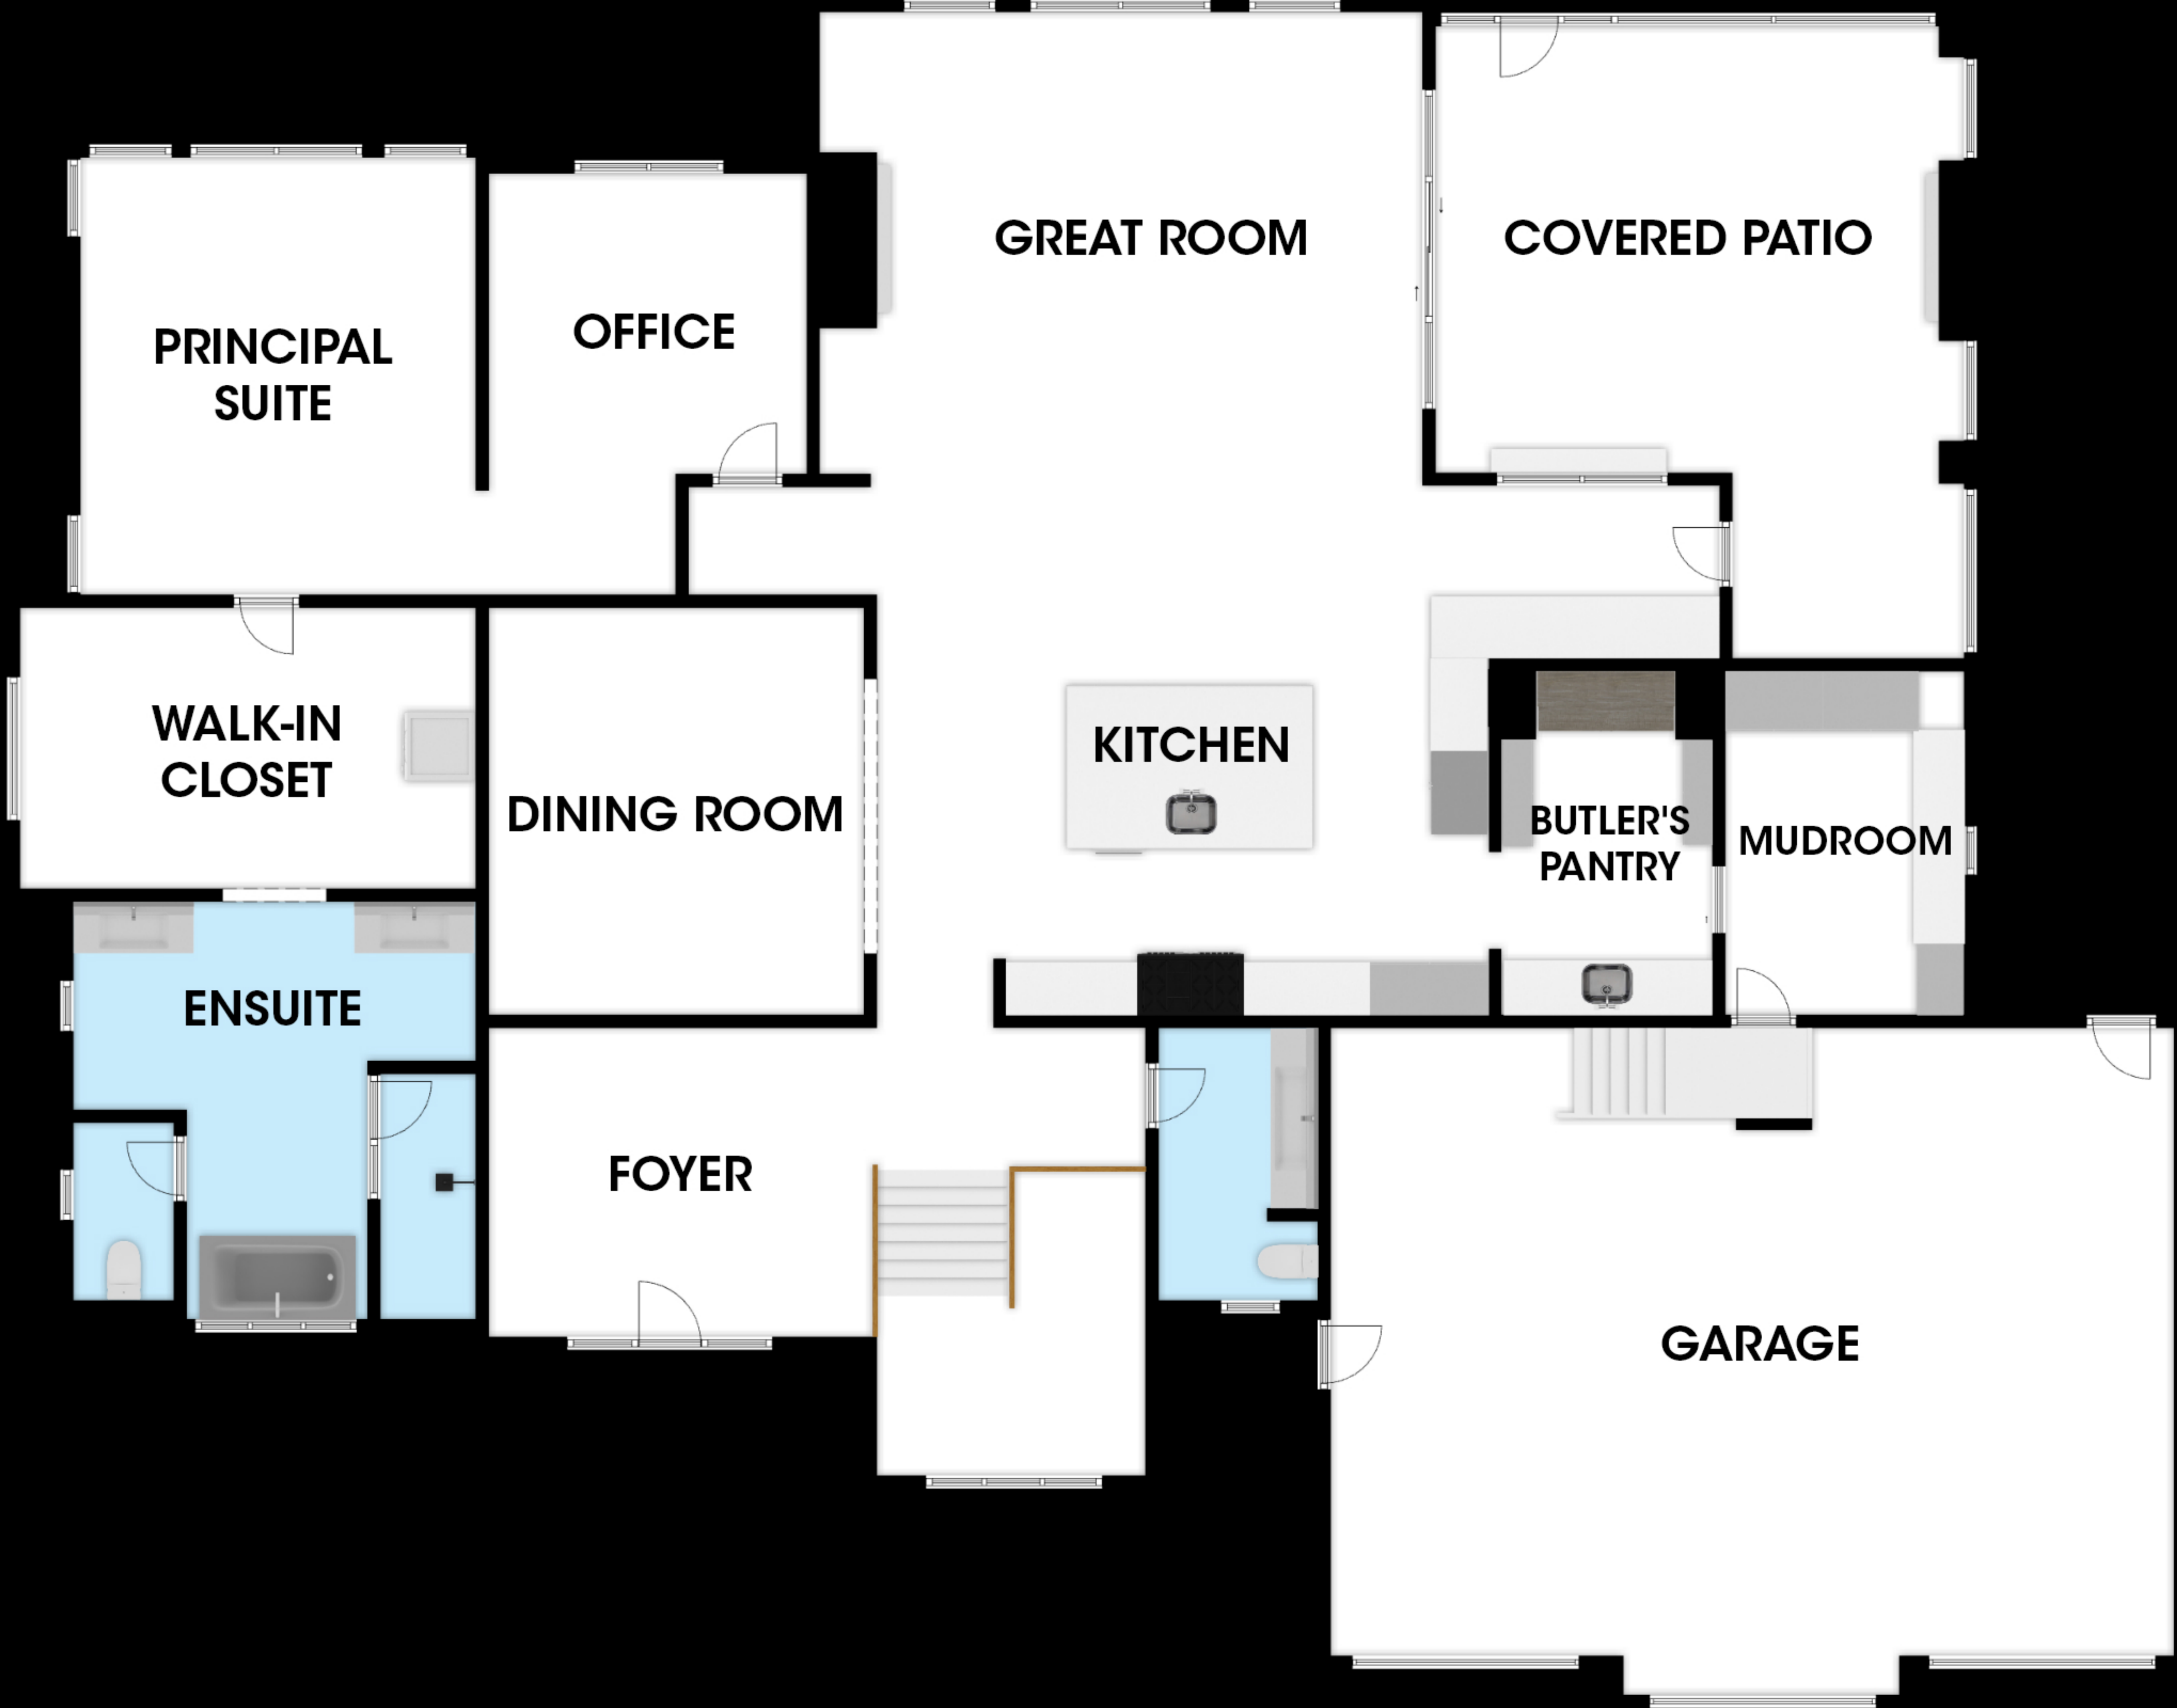 GREAT ROOM
COVERED PATIO
PRINCIPAL
SUITE
OFFICE
WALK-IN
CLOSET
DINING ROOM
KITCHEN
BUTLER'S
PANTRY
MUDROOM
ENSUITE
FOYER
GARAGE